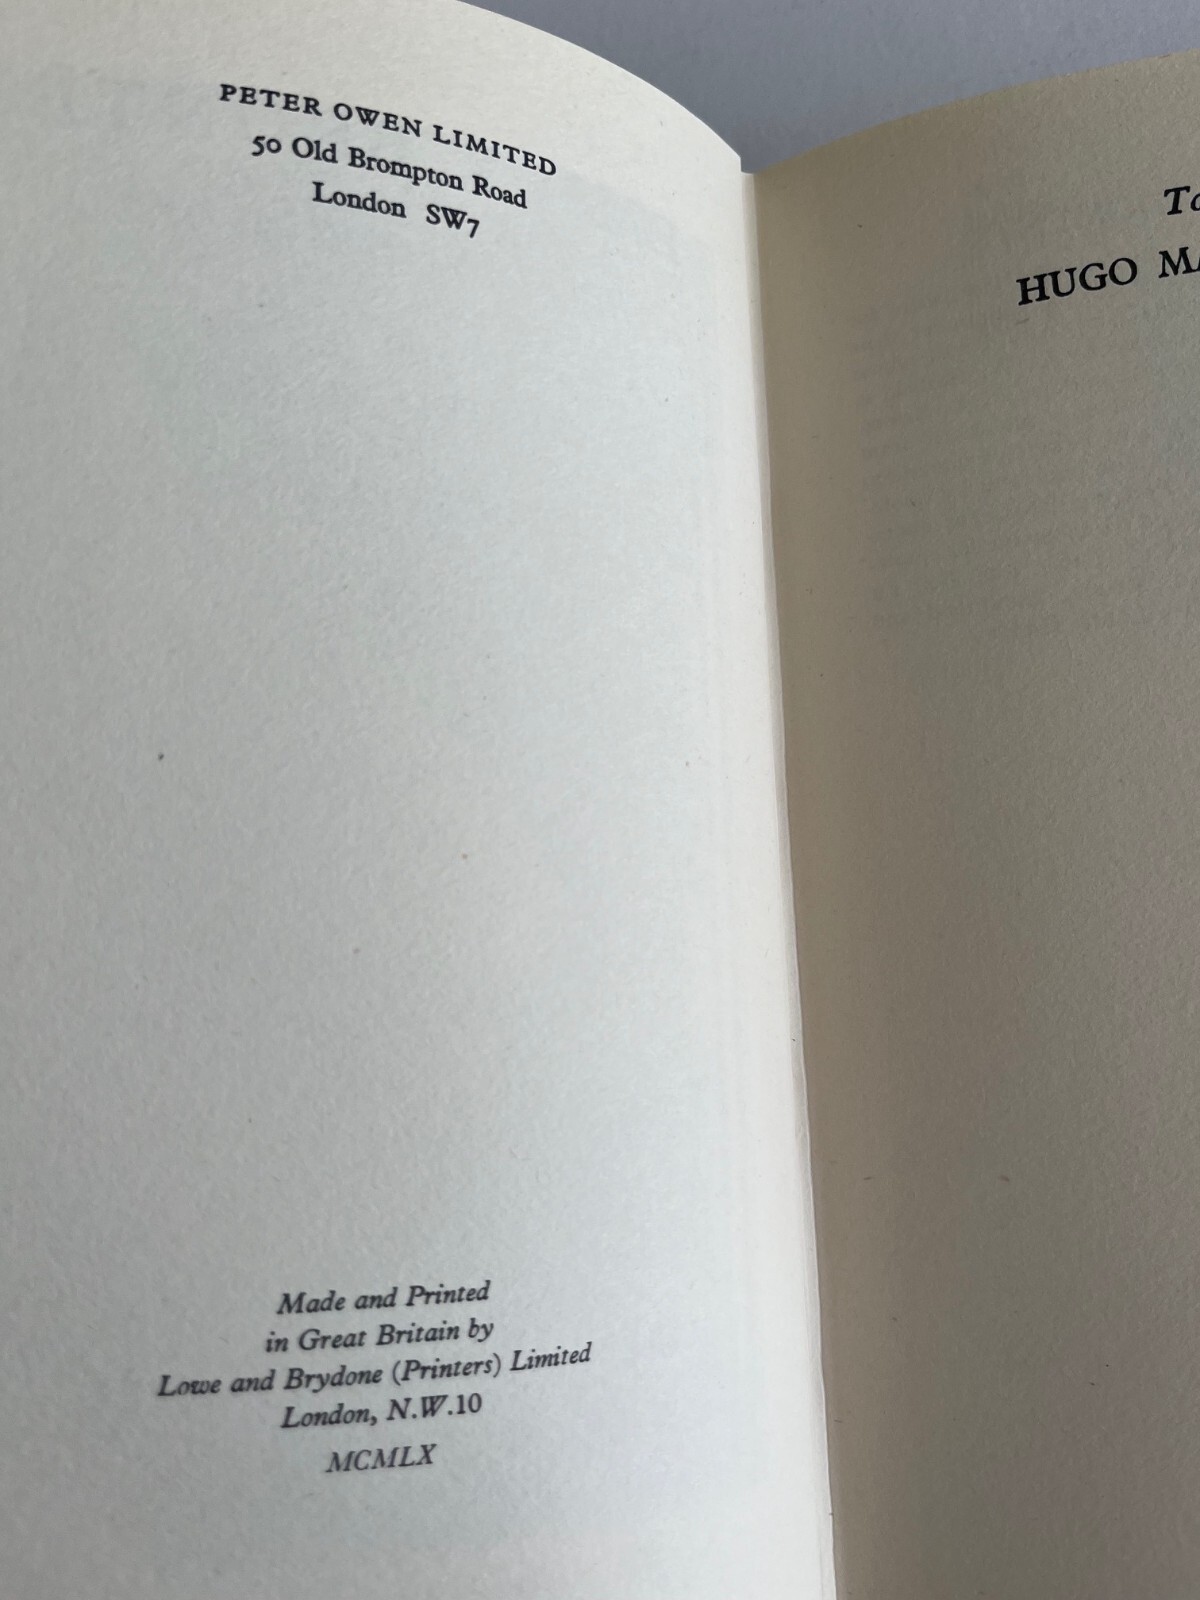 PETER OWEN LIMITED
50 Old Brompton Road
London SW7
Made and Printed
in Great Britain by
Lowe and Brydone (Printers) Limited
London, N.W.10
MCMLX
To
HUGO